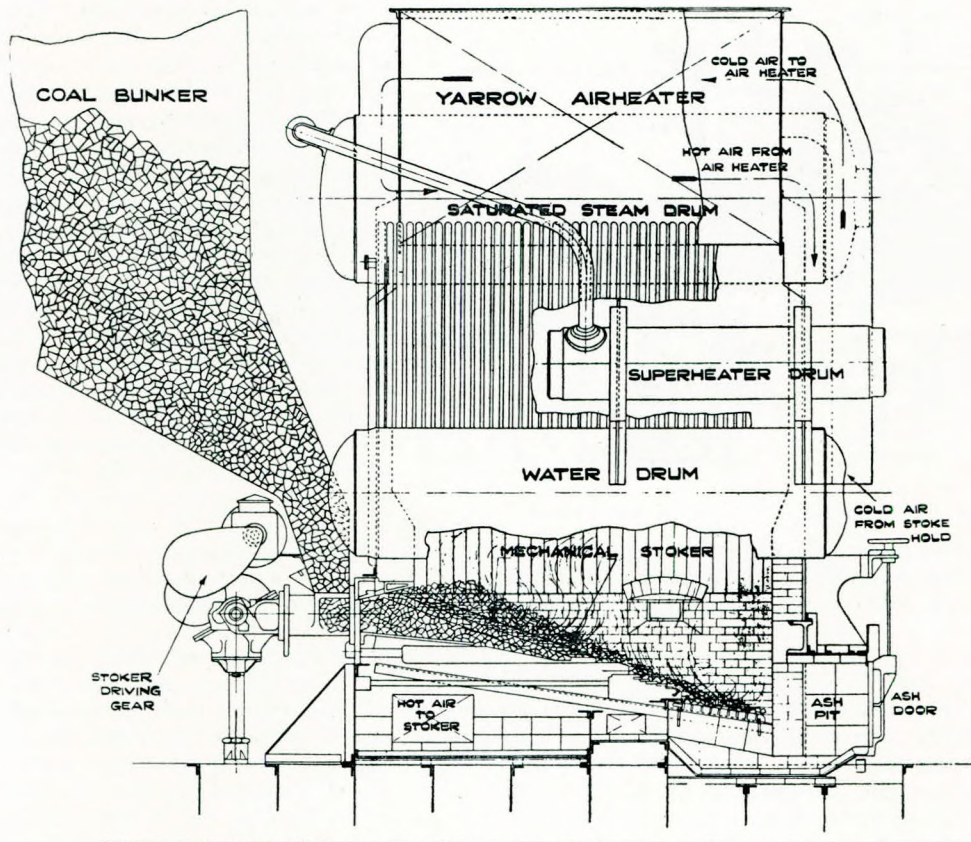 COAL BUNKER
YARROW AIRHEATER
COLD AIR TO
AIR HEATER
HOT AIR FROM
AIR HEATER
SATURATED STEAM DRUM
SUPERHEATER DRUM
WATER DRUM
COLD AIR
FROM STOKE
HOLD
MECHANICAL STOKER
STOKER
DRIVING
GEAR
HOT AIR
TO
STOKER
ASH
PIT
ASH
DOOR